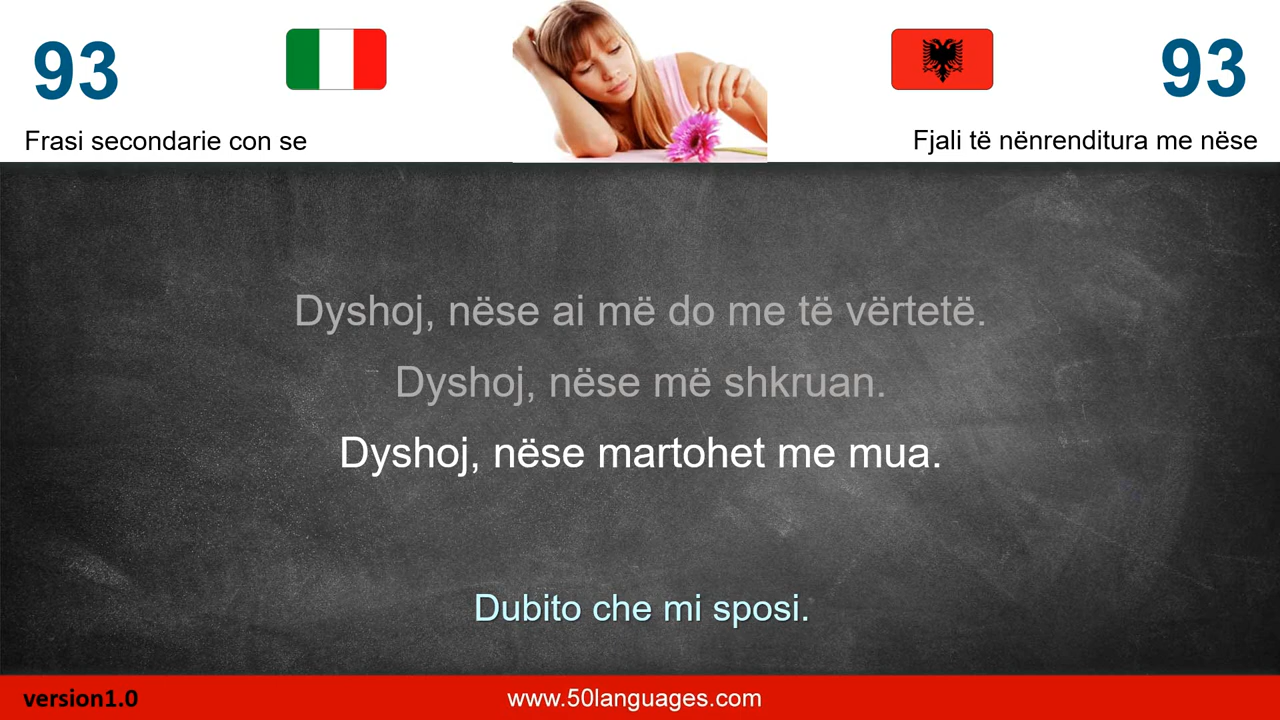 93
93
Frasi secondarie con se
Fjali të nënrenditura me nëse
Dyshoj, nëse ai më do me të vërtetë.
Dyshoj, nëse më shkruan.
Dyshoj, nëse martohet me mua.
Dubito che mi sposi.
version1.0
www.50languages.com